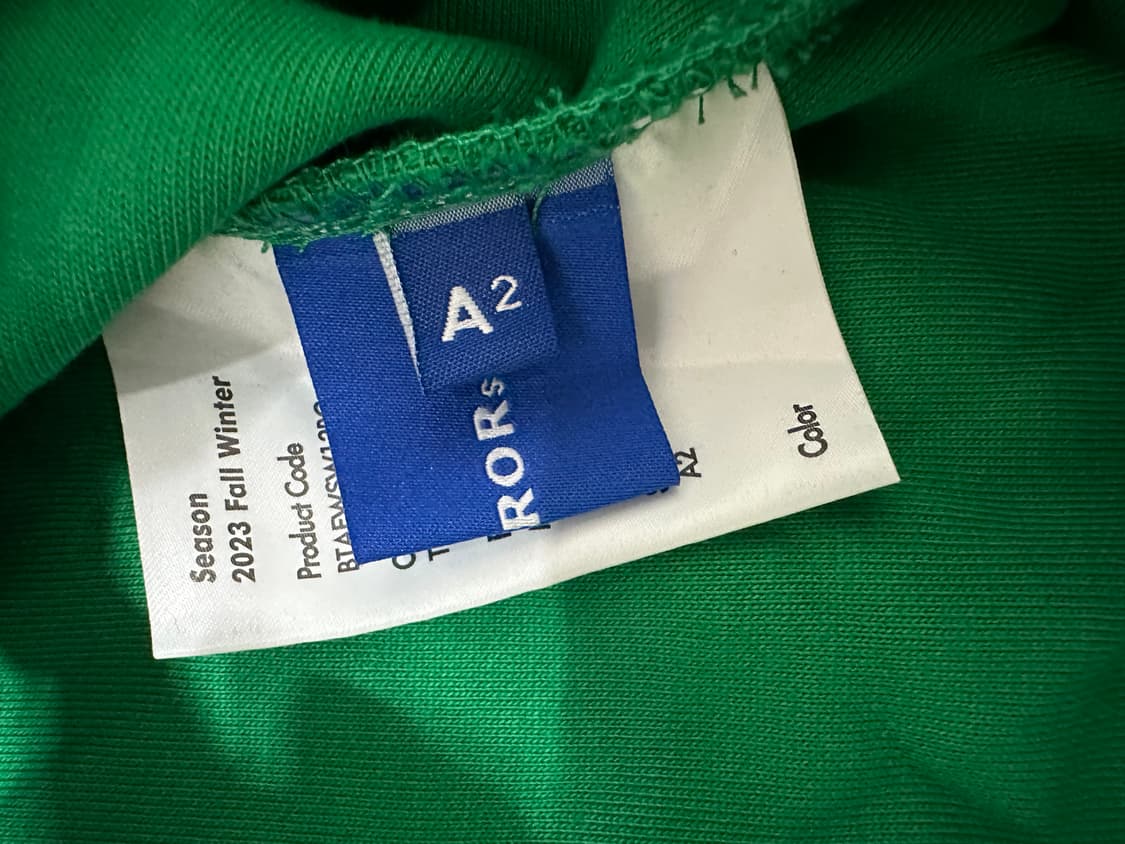 A2
RORs
Season
2023 Fall Winter
Product Code
A2
Color